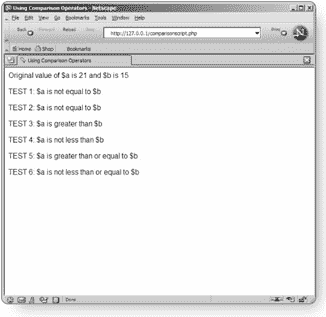 Using Comparison Operators - Netscape
File Edit View Go Bookmarks Tools Window Help
Back Forward Reload Stop http://127.0.0.1/comparisonscript.php Print
Home Shop Bookmarks
Using Comparison Operators
Original value of $a is 21 and $b is 15
TEST 1: $a is not equal to $b
TEST 2: $a is not equal to $b
TEST 3: $a is greater than $b
TEST 4: $a is not less than $b
TEST 5: $a is greater than or equal to $b
TEST 6: $a is not less than or equal to $b
Done